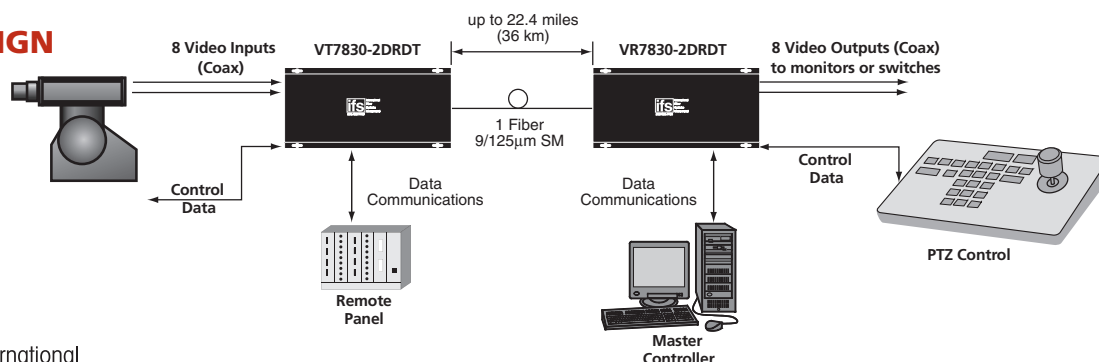 IGN
8 Video Inputs
(Coax)
VT7830-2DRDT
up to 22.4 miles
(36 km)
VR7830-2DRDT
8 Video Outputs (Coax)
to monitors or switches
ifs
ifs
1 Fiber
9/125µm SM
Control
Data
Data
Communications
Data
Communications
Control
Data
PTZ Control
Remote
Panel
Master
Controller
ernational